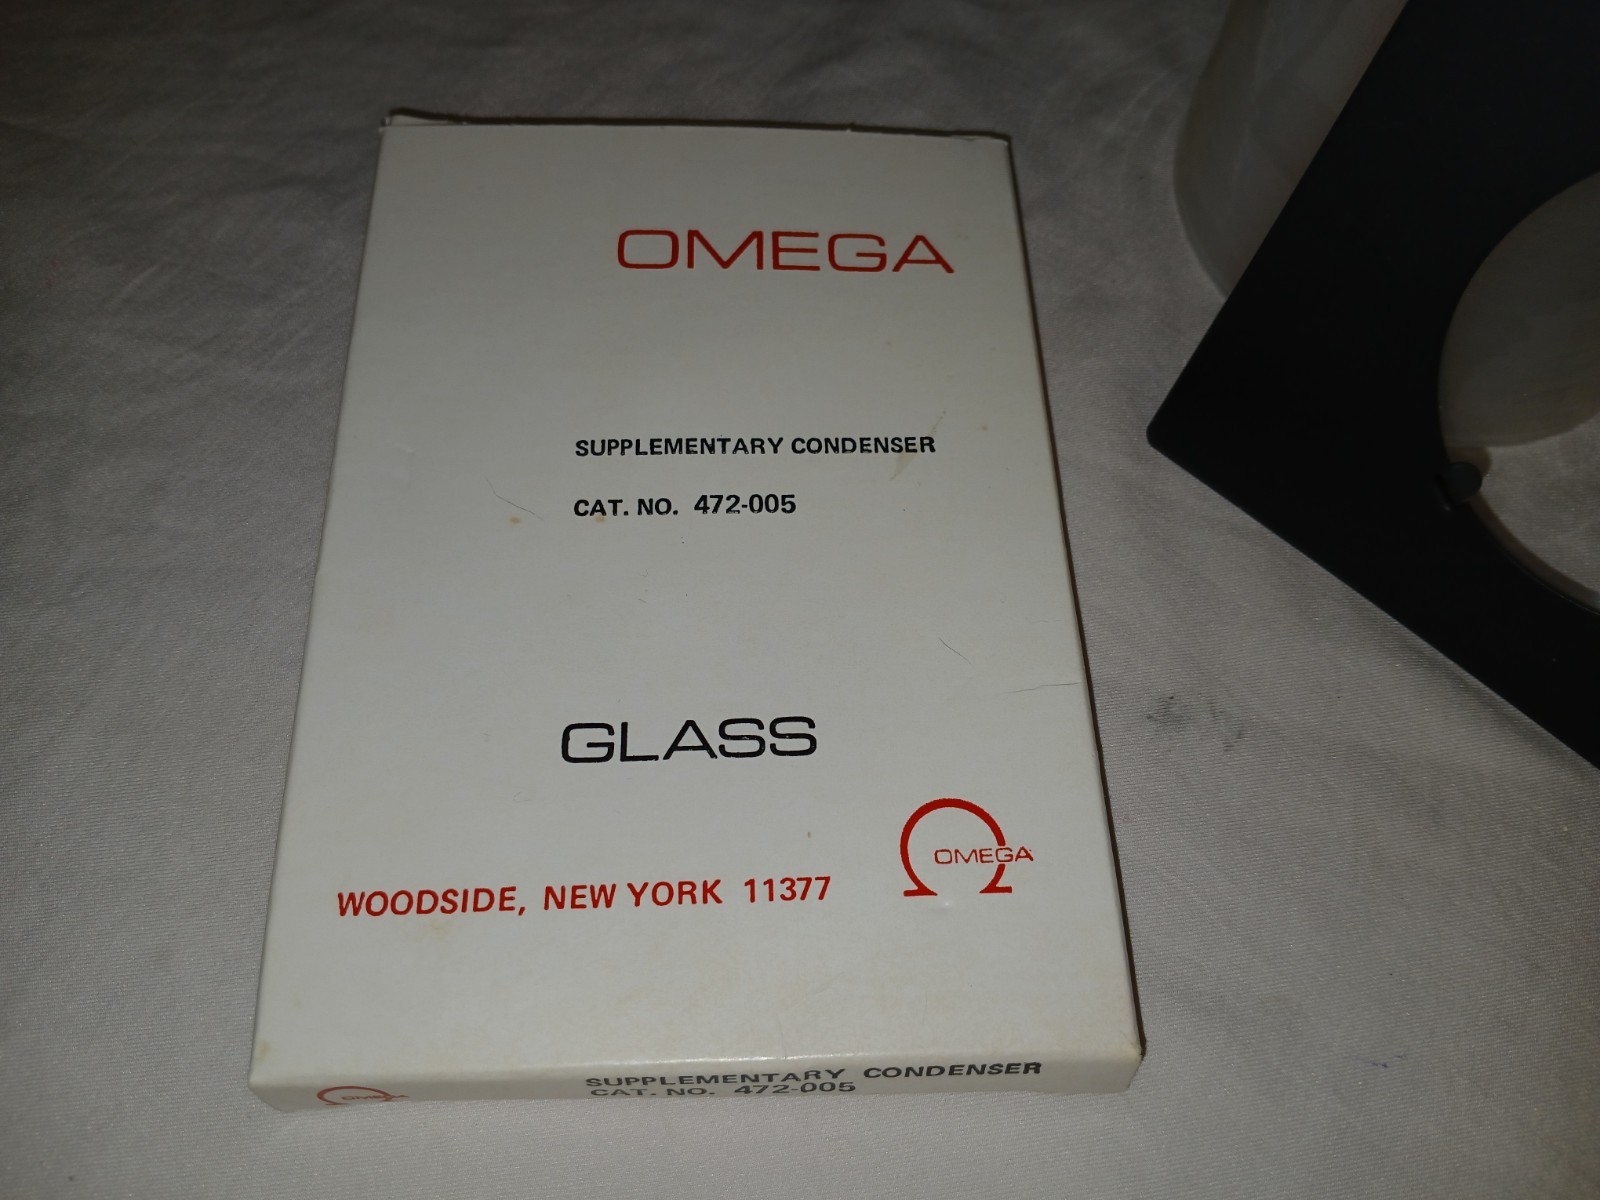 OMEGA
SUPPLEMENTARY CONDENSER
CAT. NO. 472-005
GLASS
OMEGA
WOODSIDE, NEW YORK 11377
OMEGA
SUPPLEMENTARY CONDENSER
CAT. NO. 472-005